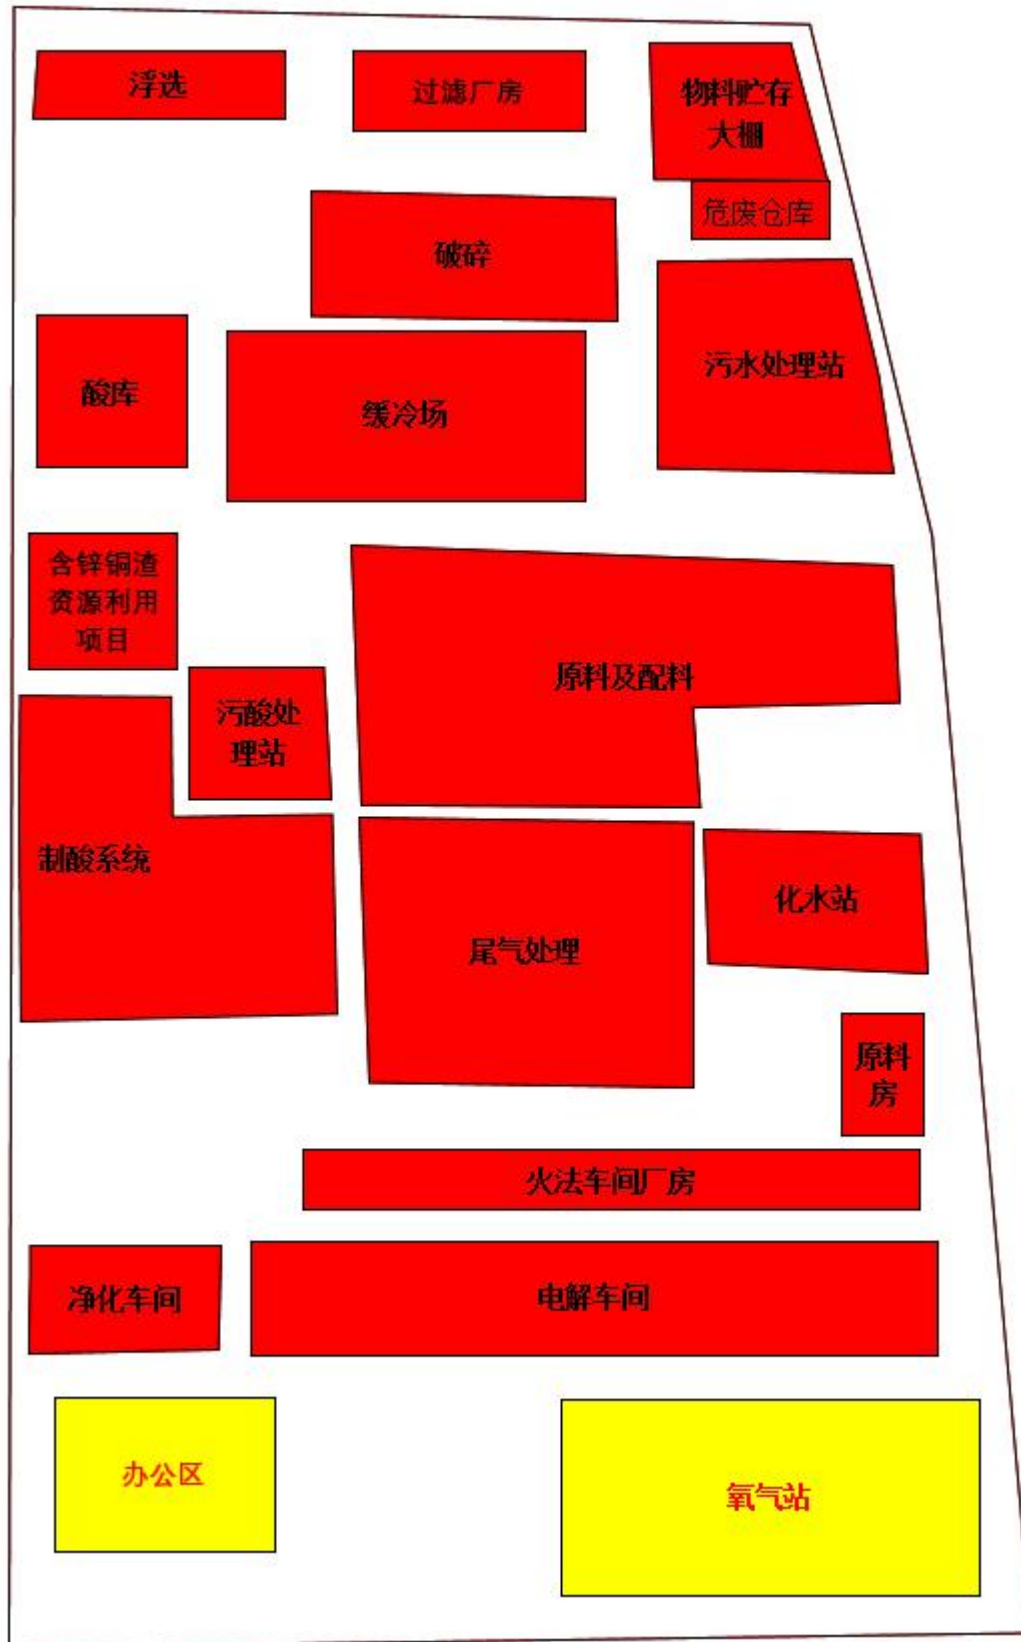 浮选
过滤厂房
物料贮存
大棚
危废仓库
破碎
污水处理站
酸库
缓冷场
含锌铜渣
资源利用
项目
原料及配料
污酸处
理站
制酸系统
化水站
尾气处理
原料
房
火法车间厂房
净化车间
电解车间
办公区
氧气站